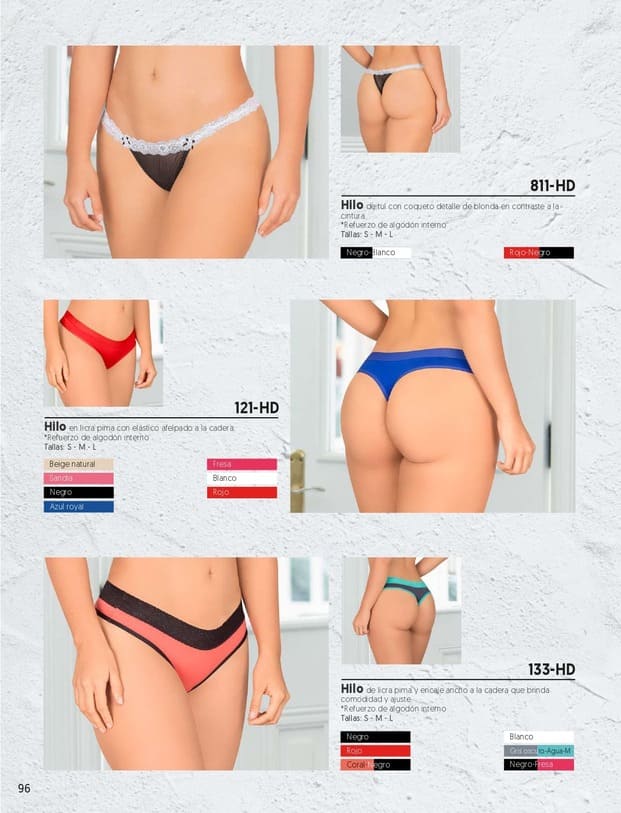 811-HD
Hilo de tul con coqueto detalle de blonda en contraste a la
cintura
*Refuerzo de algodón interno
Tallas: S - M - L
Negro-Blanco
Rojo-Negro
121-HD
Hilo en licra pima con elástico afelpado a la cadera.
*Refuerzo de algodón interno
Tallas: S - M - L
Beige natural
Fresa
Sandía
Blanco
Negro
Rojo
Azul royal
133-HD
Hilo de licra pima y encaje ancho a la cadera que brinda
comodidad y ajuste
*Refuerzo de algodón interno
Tallas: S - M - L
Negro
Blanco
Rojo
Gris oscuro-Agua-M
Coral-Negro
Negro-Fresa
96